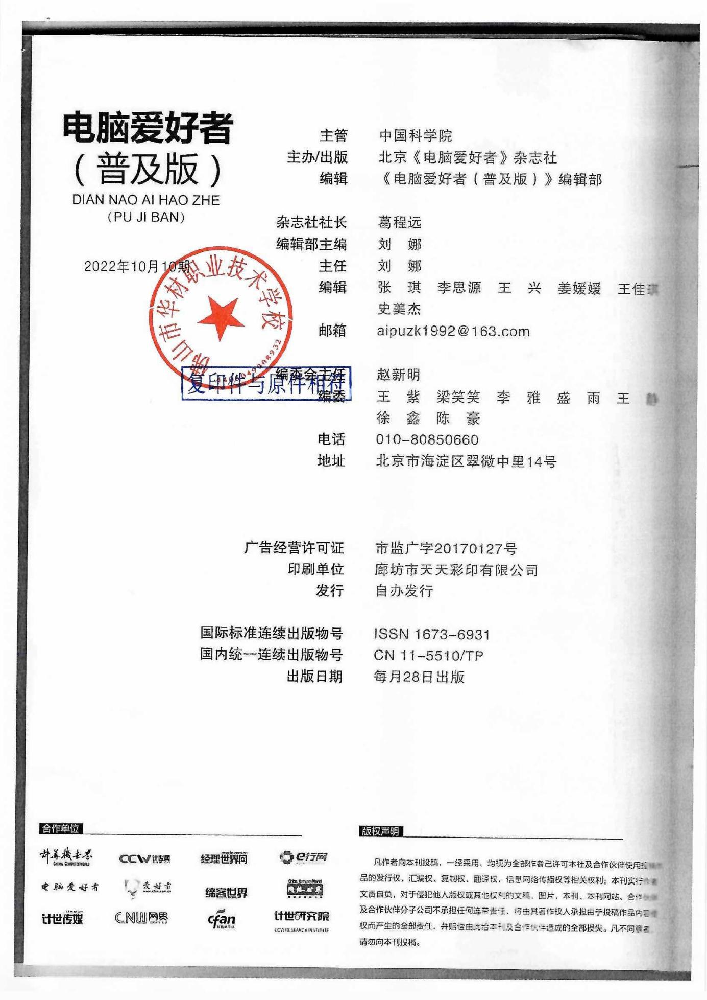 电脑爱好者
（普及版）
DIAN NAO AI HAO ZHE
(PU JI BAN)
2022年10月10期
主管 中国科学院
主办/出版 北京《电脑爱好者》杂志社
编辑 《电脑爱好者（普及版）》编辑部
杂志社社长 葛程远
编辑部主编 刘 娜
主任 刘 娜
编辑 张 琪 李思源 王 兴 姜媛媛 王佳琪
史美杰
邮箱 aipuzk1992@163.com
佛山市华材职业技术学校
复印件与原件相符
编委会主任 赵新明
编委 王 紫 梁笑笑 李 雅 盛 雨 王
徐 鑫 陈 豪
电话 010-80850660
地址 北京市海淀区翠微中里14号
广告经营许可证 市监广字20170127号
印刷单位 廊坊市天天彩印有限公司
发行 自办发行
国际标准连续出版物号 ISSN 1673-6931
国内统一连续出版物号 CN 11-5510/TP
出版日期 每月28日出版
合作单位
計算機世界 CCW计世网 经理世界网 e行网
CHINA COMPUTERWORLD
电脑爱好者 爱好者 缔客世界 网络世界
www.cfan.com.cn China Network World
计世传媒 CNW网界 cfan 计世研究院
CCW RESEARCH INSTITUTE
版权声明
凡作者向本刊投稿，一经采用、均视为全部作者已许可本社及合作伙伴使用
品的发行权、汇编权、复制权、翻译权，信息网络传播权等相关权利；本刊实行
文责自负，对于侵犯他人版权或其他权利的文稿、图片，本刊、本刊网站、合作
及合作伙伴分子公司不承担任何连带责任，将由其著作权人承担由于投稿作品内容
权而产生的全部责任，并赔偿由此给本刊及合作伙伴造成的全部损失。凡不同意者
请勿向本刊投稿。